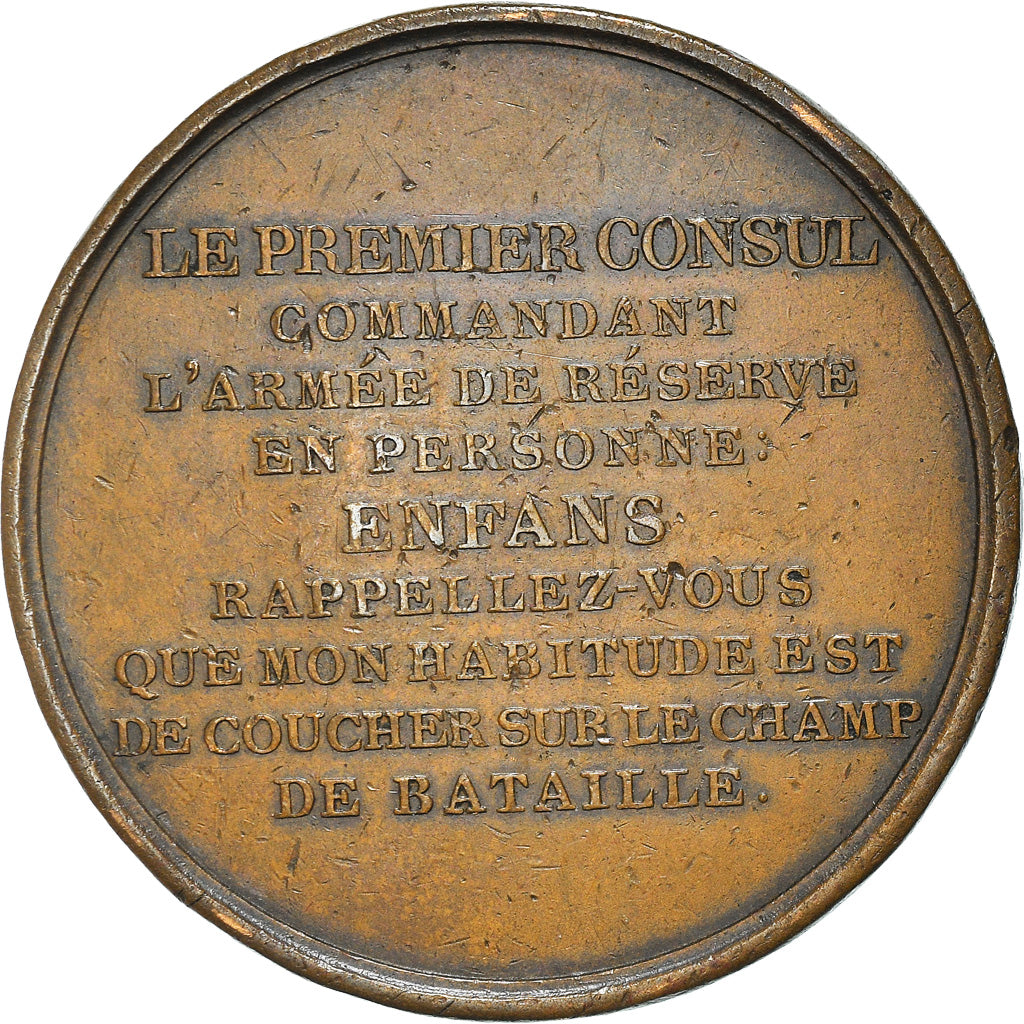 LE PREMIER CONSUL
COMMANDANT
L'ARMÉE DE RÉSERVE
EN PERSONNE:
ENFANS
RAPPELLEZ-VOUS
QUE MON HABITUDE EST
DE COUCHER SUR LE CHAMP
DE BATAILLE.